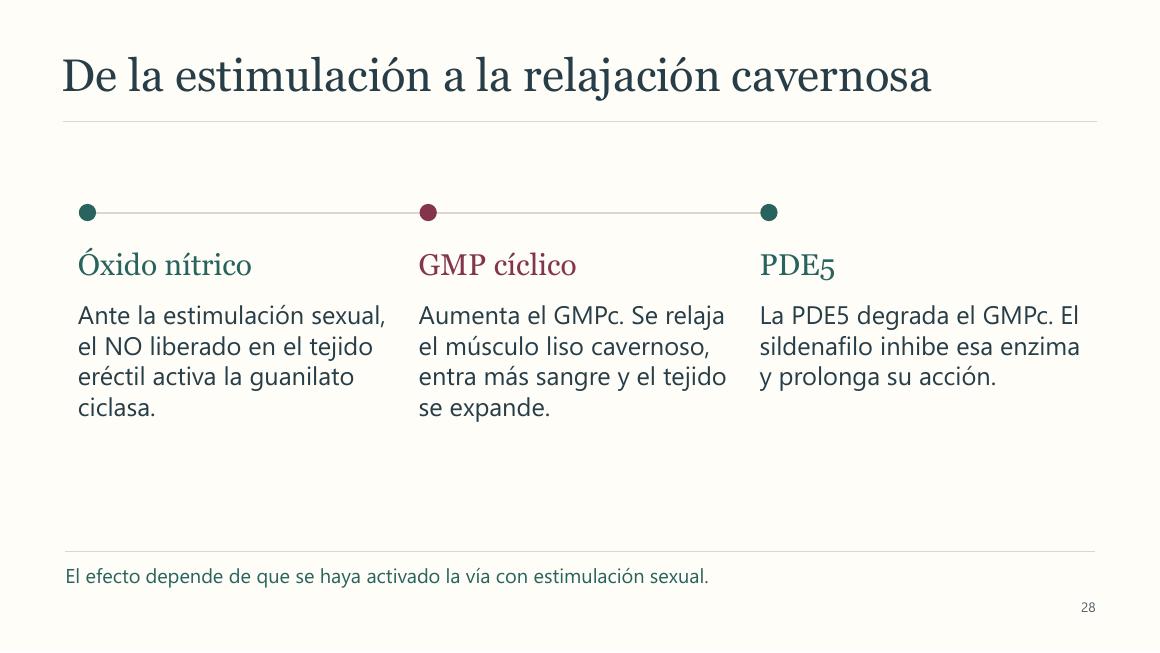 De la estimulación a la relajación cavernosa
Óxido nítrico
Ante la estimulación sexual,
el NO liberado en el tejido
eréctil activa la guanilato
ciclasa.
GMP cíclico
Aumenta el GMPc. Se relaja
el músculo liso cavernoso,
entra más sangre y el tejido
se expande.
PDE5
La PDE5 degrada el GMPc. El
sildenafilo inhibe esa enzima
y prolonga su acción.
El efecto depende de que se haya activado la vía con estimulación sexual.
28